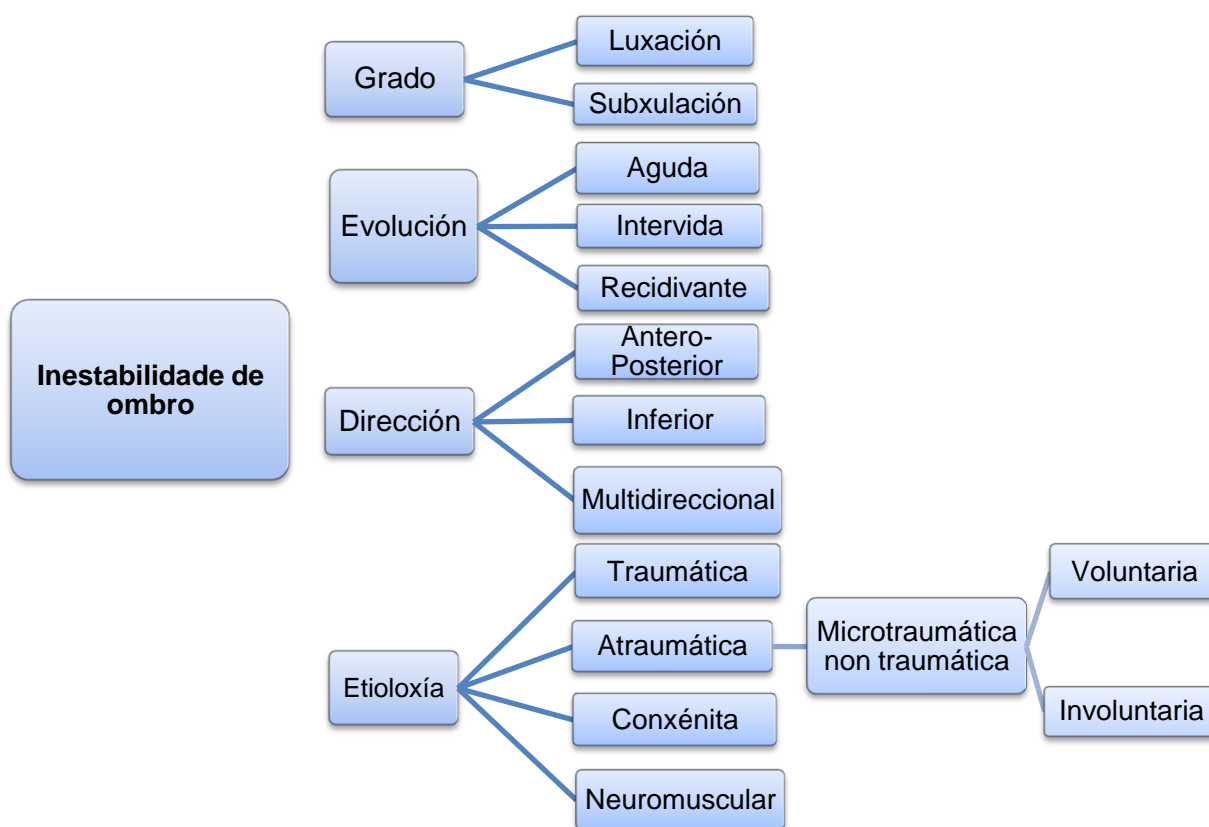 Inestabilidade de
ombro
Grado
Luxación
Subxulación
Evolución
Aguda
Intervida
Recidivante
Dirección
Antero-
Posterior
Inferior
Multidireccional
Etioloxía
Traumática
Atraumática
Microtraumática
non traumática
Voluntaria
Involuntaria
Conxénita
Neuromuscular